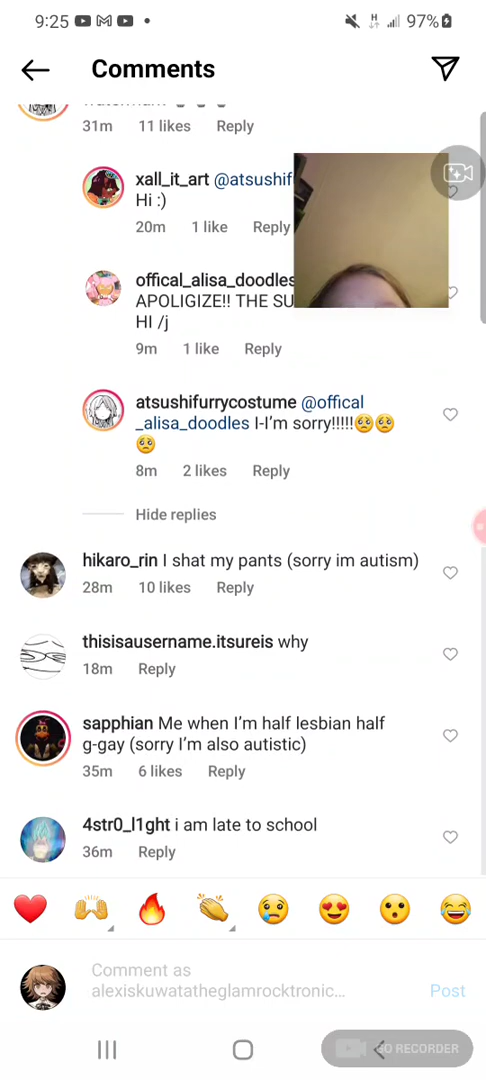 9:25 97%
Comments
31m 11 likes Reply
xall_it_art @atsushif
Hi :)
20m 1 like Reply
offical_alisa_doodles
APOLIGIZE!! THE SU
HI /j
9m 1 like Reply
atsushifurrycostume @offical
_alisa_doodles I-I'm sorry!!!!!🥺🥺
🥺
8m 2 likes Reply
Hide replies
hikaro_rin I shat my pants (sorry im autism)
28m 10 likes Reply
thisisausername.itsureis why
18m Reply
sapphian Me when I'm half lesbian half
g-gay (sorry I'm also autistic)
35m 6 likes Reply
4str0_l1ght i am late to school
36m Reply
Comment as
alexiskuwatatheglamrocktronic...
Post
GO RECORDER